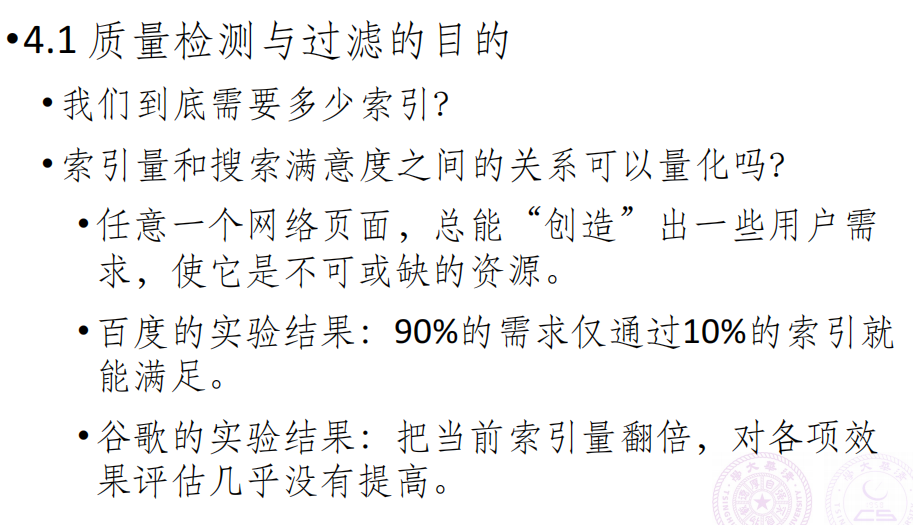 •4.1 质量检测与过滤的目的
•我们到底需要多少索引?
•索引量和搜索满意度之间的关系可以量化吗?
•任意一个网络页面，总能“创造”出一些用户需
求，使它是不可或缺的资源。
•百度的实验结果：90%的需求仅通过10%的索引就
能满足。
•谷歌的实验结果：把当前索引量翻倍，对各项效
果评估几乎没有提高。